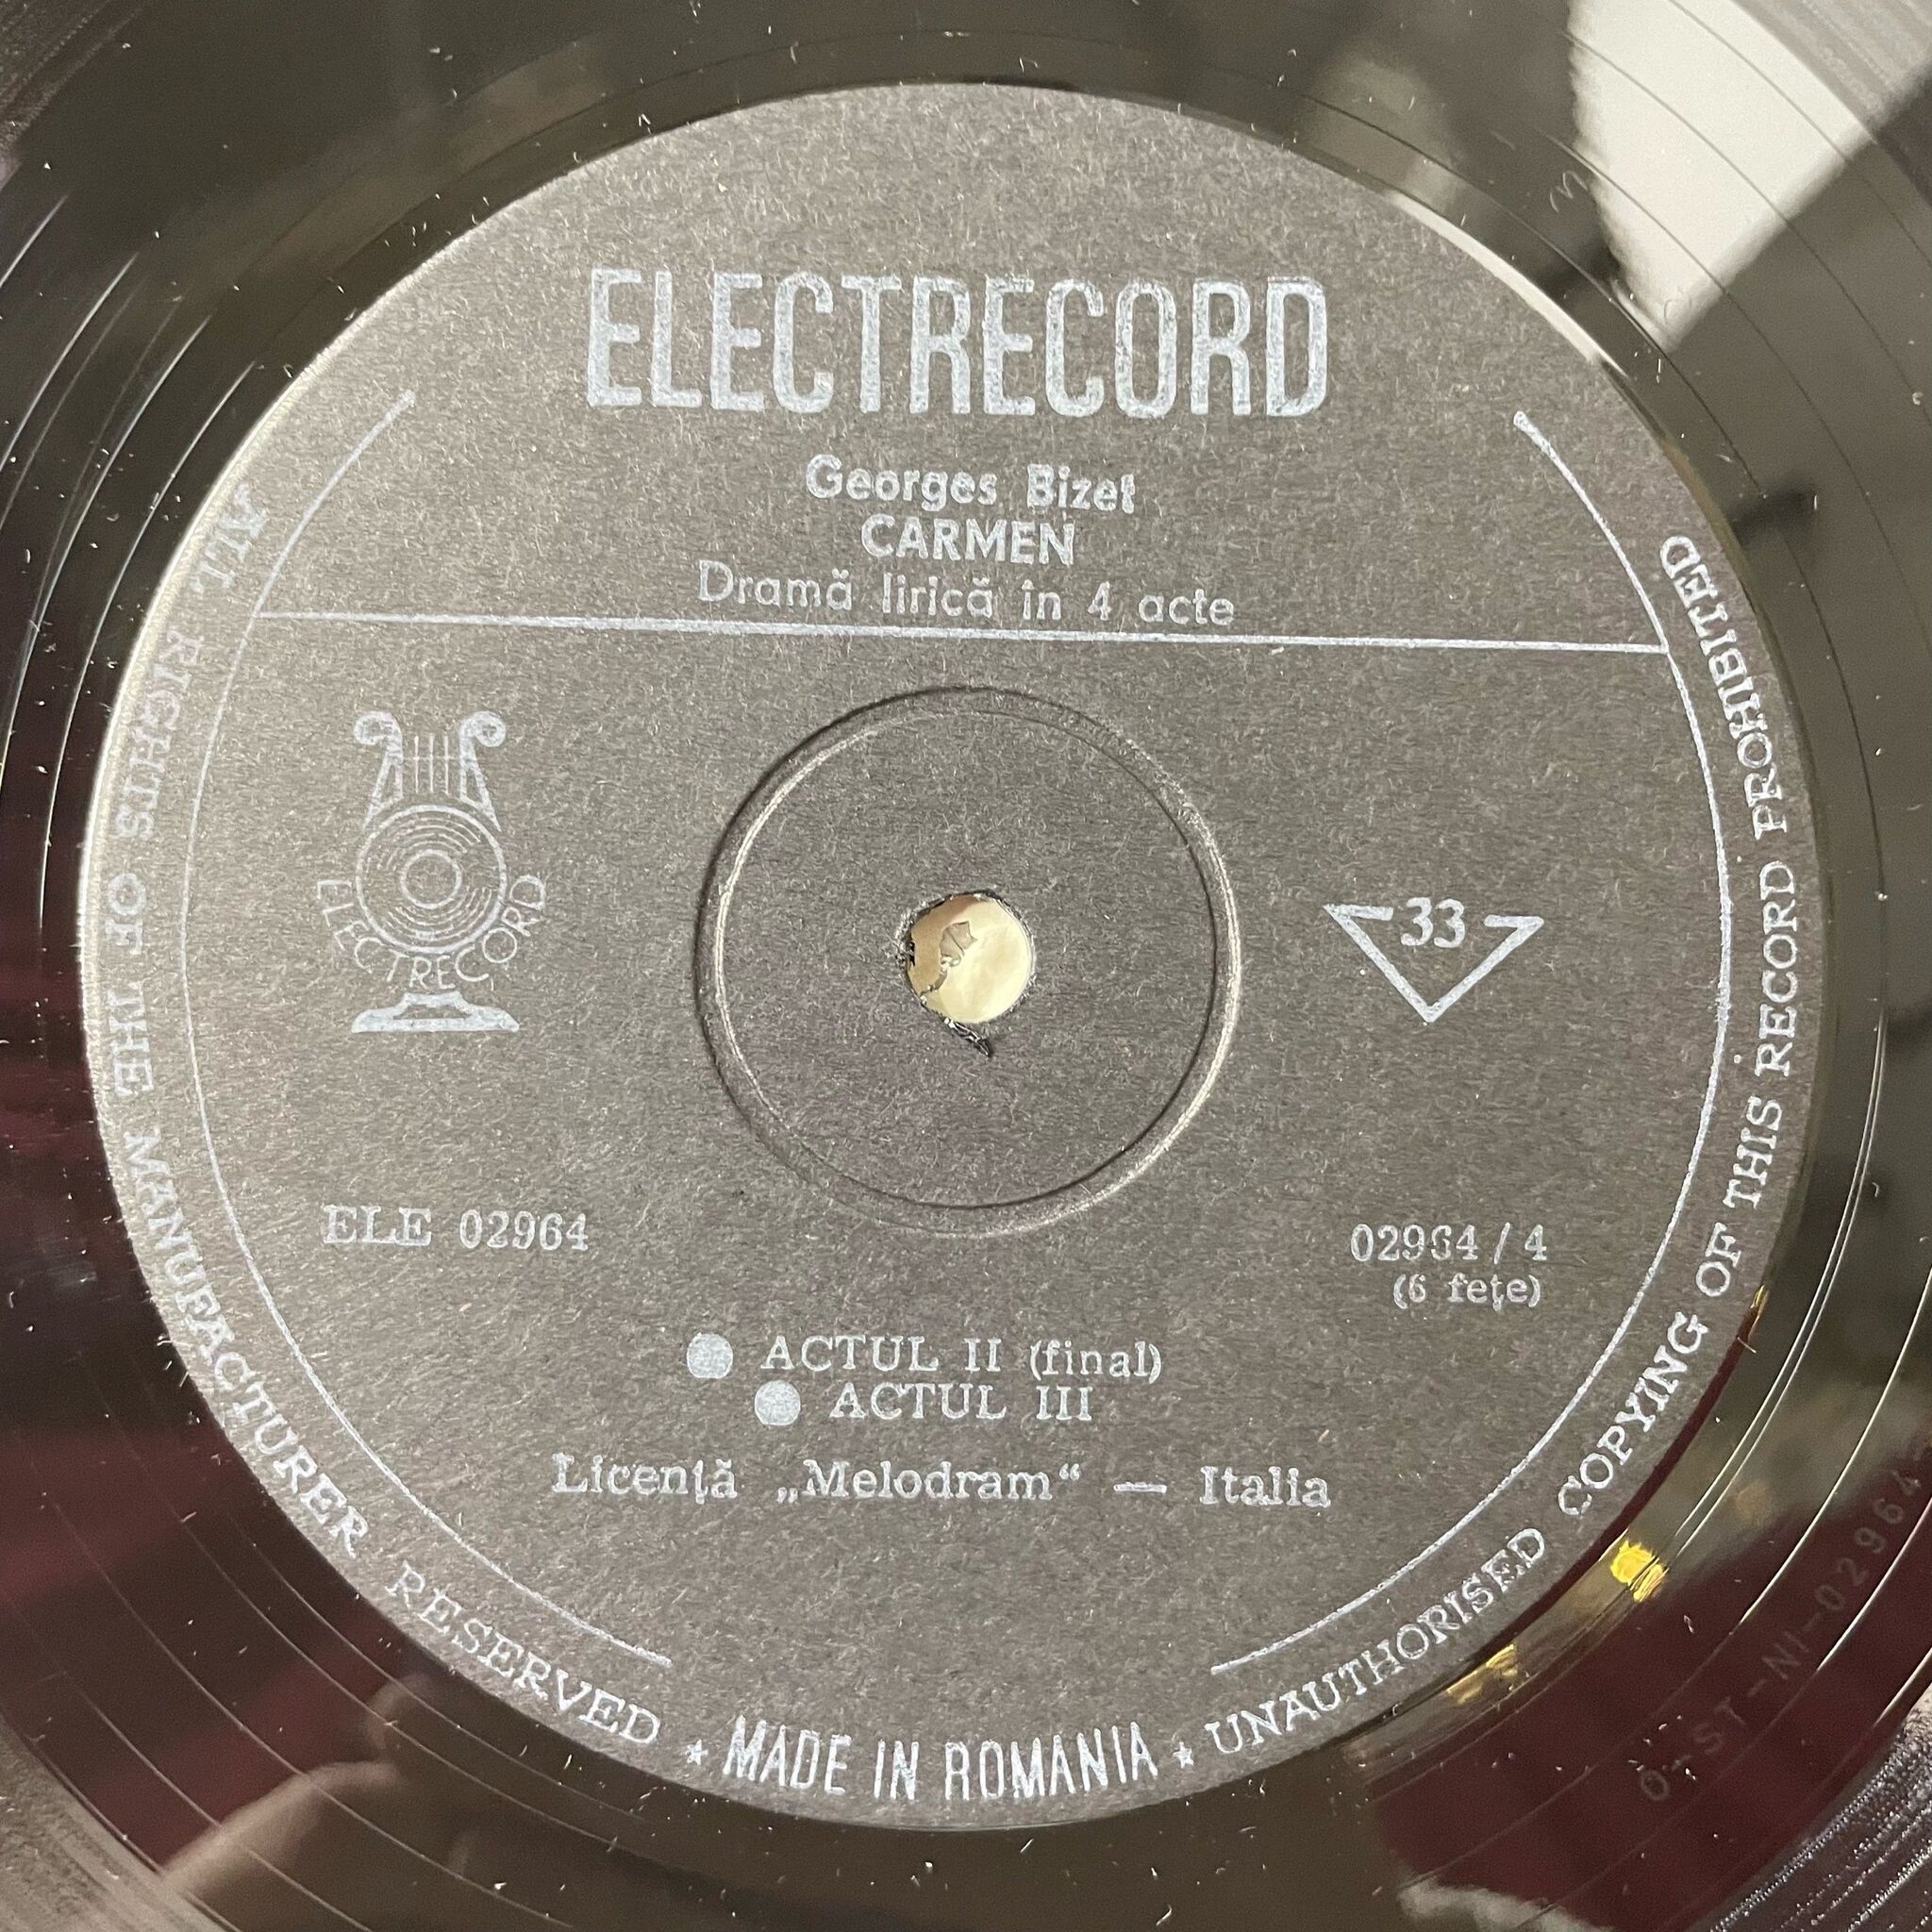 ELECTRECORD
Georges Bizet
CARMEN
Dramă lirică în 4 acte
ELECTRECORD
33
ELE 02964
02964 / 4
(6 fețe)
ACTUL II (final)
ACTUL III
Licență „Melodram“ — Italia
ALL RIGHTS OF THE MANUFACTURER RESERVED ★ MADE IN ROMANIA ★ UNAUTHORISED COPYING OF THIS RECORD PROHIBITED